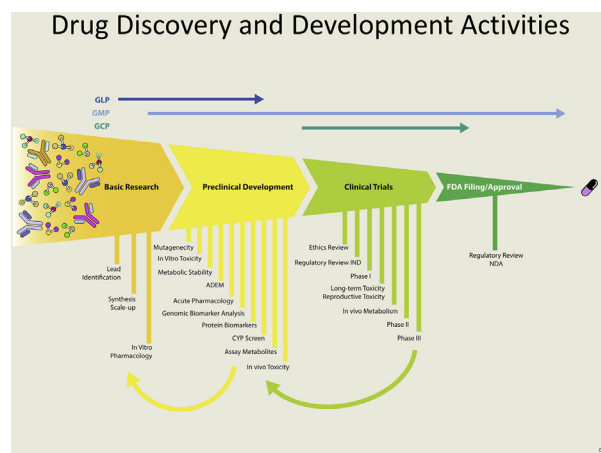 Drug Discovery and Development Activities
GLP
GMP
GCP
Basic Research
Preclinical Development
Clinical Trials
FDA Filing/Approval
Lead
Identification
Synthesis
Scale-up
In Vitro
Pharmacology
Mutagenecity
In Vitro Toxicity
Metabolic Stability
ADEM
Acute Pharmacology
Genomic Biomarker Analysis
Protein Biomarkers
CYP Screen
Assay Metabolites
In vivo Toxicity
Ethics Review
Regulatory Review IND
Phase I
Long-term Toxicity
Reproductive Toxicity
In vivo Metabolism
Phase II
Phase III
Regulatory Review
NDA